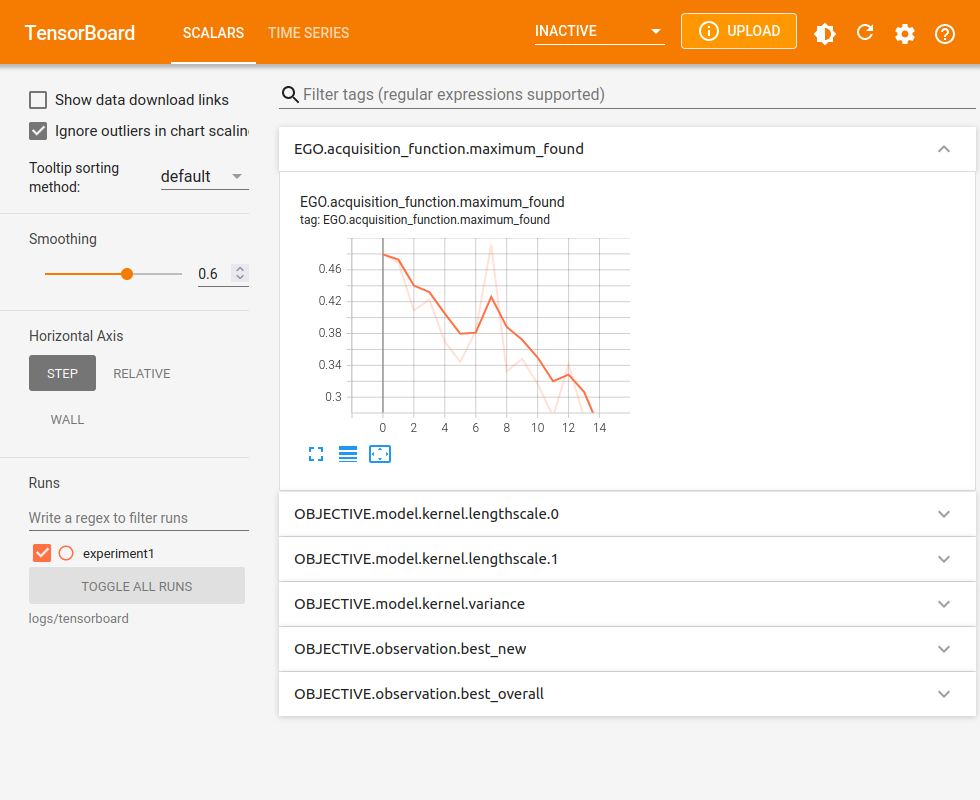 TensorBoard
SCALARS
TIME SERIES
INACTIVE
UPLOAD
Show data download links
Ignore outliers in chart scalin
Tooltip sorting
method:
default
Smoothing
0.6
Horizontal Axis
STEP
RELATIVE
WALL
Runs
Write a regex to filter runs
experiment1
TOGGLE ALL RUNS
logs/tensorboard
Filter tags (regular expressions supported)
EGO.acquisition_function.maximum_found
EGO.acquisition_function.maximum_found
tag: EGO.acquisition_function.maximum_found
0.46
0.42
0.38
0.34
0.3
0 2 4 6 8 10 12 14
OBJECTIVE.model.kernel.lengthscale.0
OBJECTIVE.model.kernel.lengthscale.1
OBJECTIVE.model.kernel.variance
OBJECTIVE.observation.best_new
OBJECTIVE.observation.best_overall